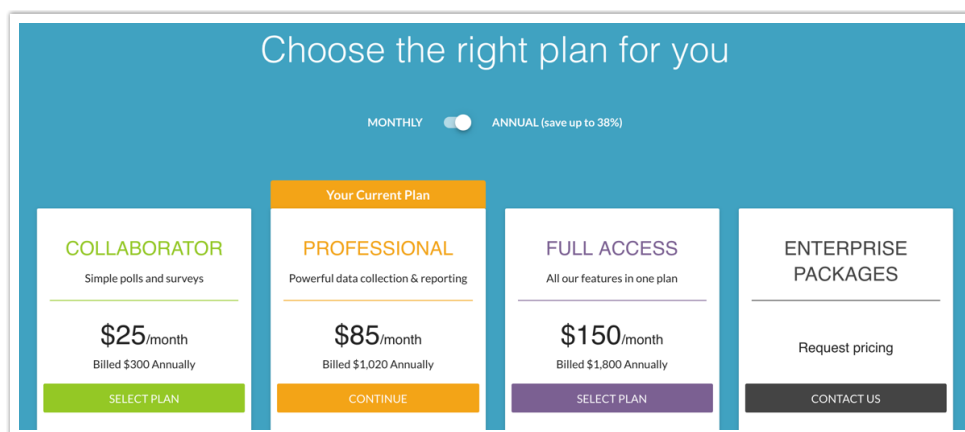 Choose the right plan for you
MONTHLY ANNUAL (save up to 38%)
Your Current Plan
COLLABORATOR
Simple polls and surveys
$25/month
Billed $300 Annually
SELECT PLAN
PROFESSIONAL
Powerful data collection & reporting
$85/month
Billed $1,020 Annually
CONTINUE
FULL ACCESS
All our features in one plan
$150/month
Billed $1,800 Annually
SELECT PLAN
ENTERPRISE
PACKAGES
Request pricing
CONTACT US